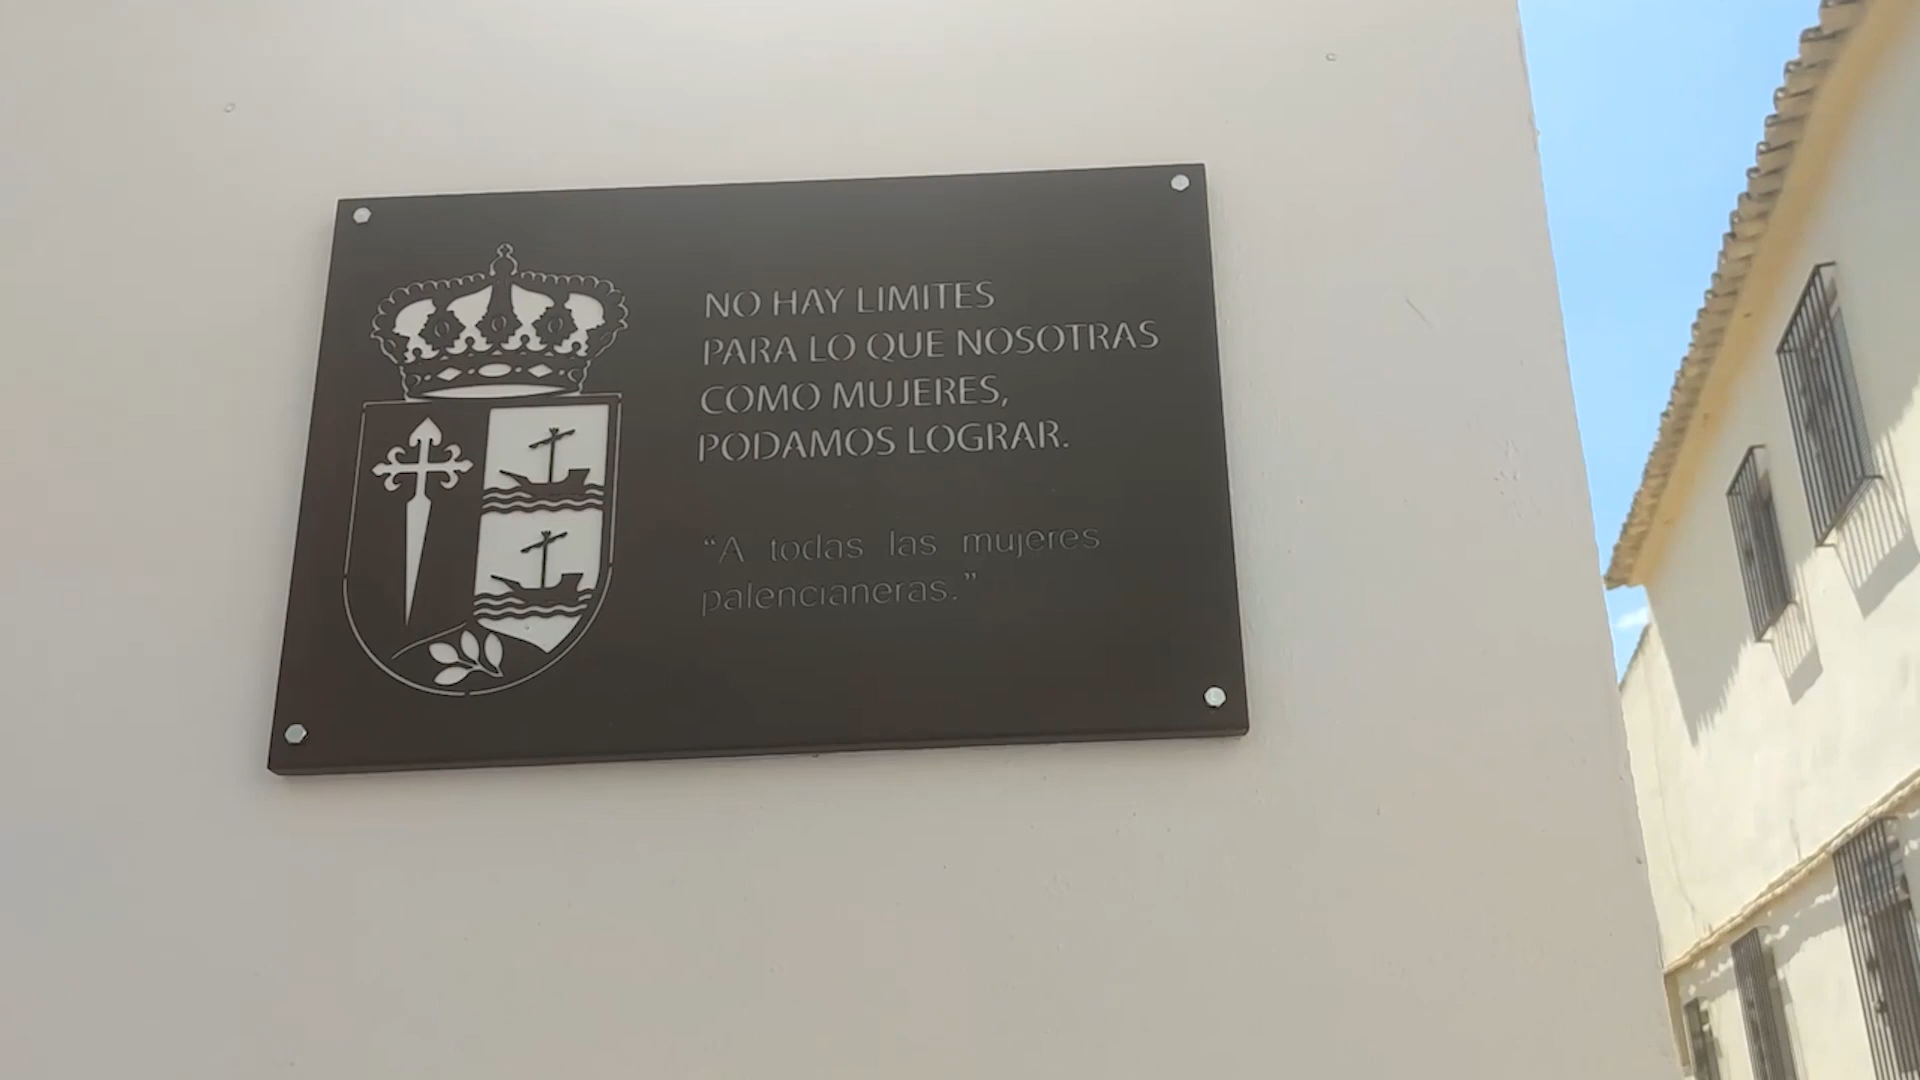 NO HAY LIMITES
PARA LO QUE NOSOTRAS
COMO MUJERES,
PODAMOS LOGRAR.
“A todas las mujeres
palencianeras.”